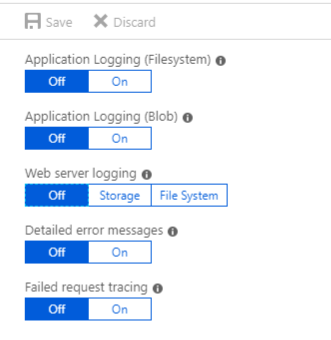 Save Discard
Application Logging (Filesystem)
Off On
Application Logging (Blob)
Off On
Web server logging
Off Storage File System
Detailed error messages
Off On
Failed request tracing
Off On